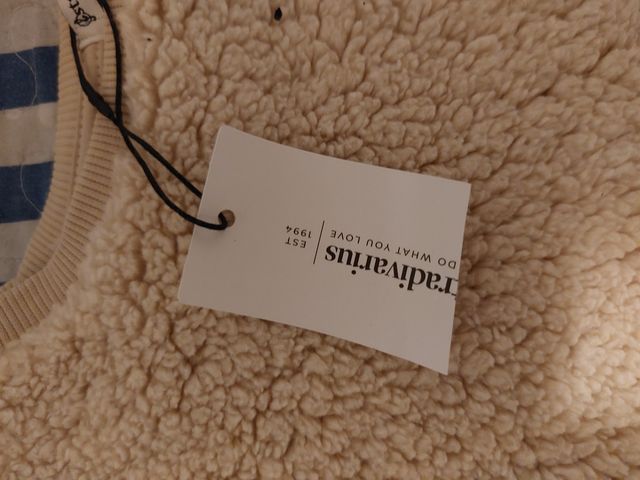 tradivarius
DO WHAT YOU LOVE
EST
1994